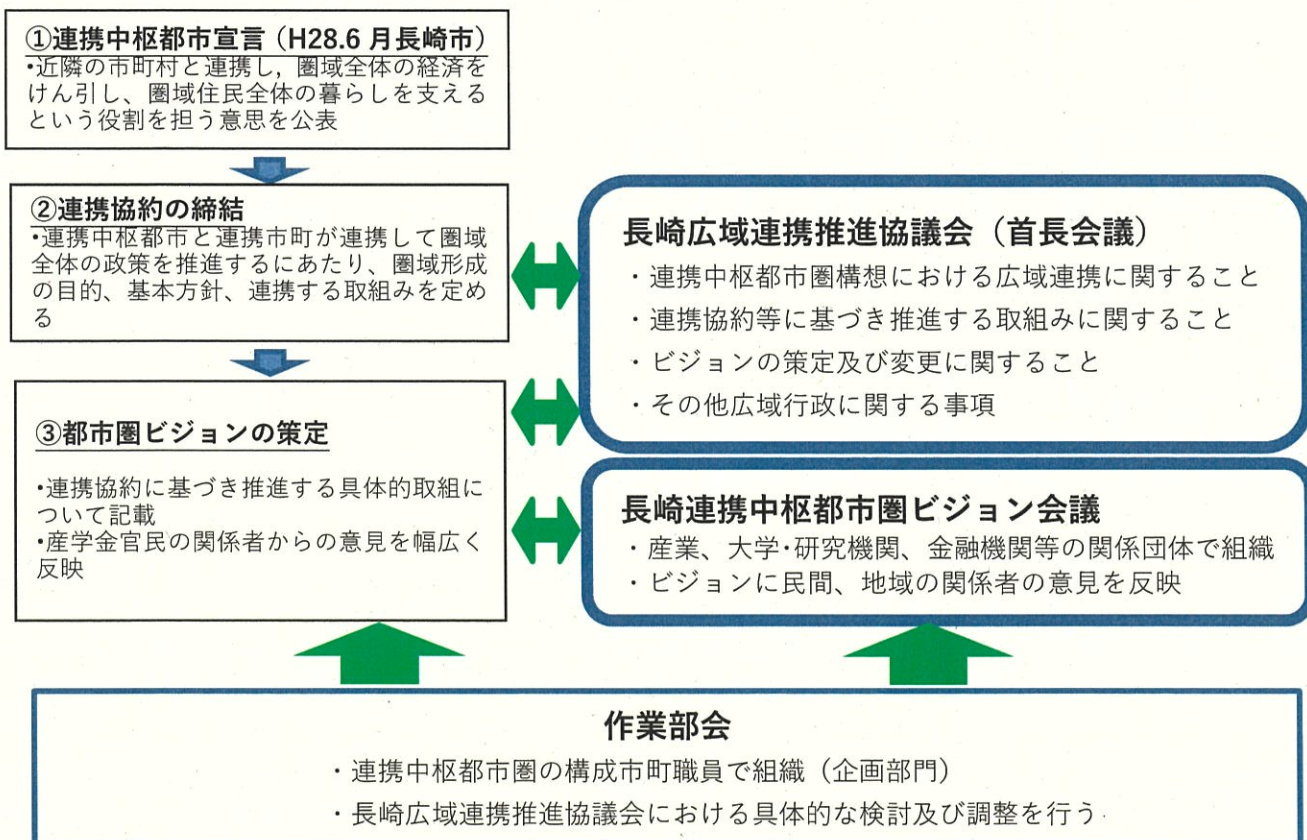 ①連携中枢都市宣言（H28.6 月長崎市）
•近隣の市町村と連携し，圏域全体の経済を
けん引し、圏域住民全体の暮らしを支える
という役割を担う意思を公表
②連携協約の締結
•連携中枢都市と連携市町が連携して圏域
全体の政策を推進するにあたり、圏域形成
の目的、基本方針、連携する取組みを定め
る
③都市圏ビジョンの策定
•連携協約に基づき推進する具体的取組に
ついて記載
•産学金官民の関係者からの意見を幅広く
反映
長崎広域連携推進協議会（首長会議）
・連携中枢都市圏構想における広域連携に関すること
・連携協約等に基づき推進する取組みに関すること
・ビジョンの策定及び変更に関すること
・その他広域行政に関する事項
長崎連携中枢都市圏ビジョン会議
・産業、大学・研究機関、金融機関等の関係団体で組織
・ビジョンに民間、地域の関係者の意見を反映
作業部会
・連携中枢都市圏の構成市町職員で組織（企画部門）
・長崎広域連携推進協議会における具体的な検討及び調整を行う